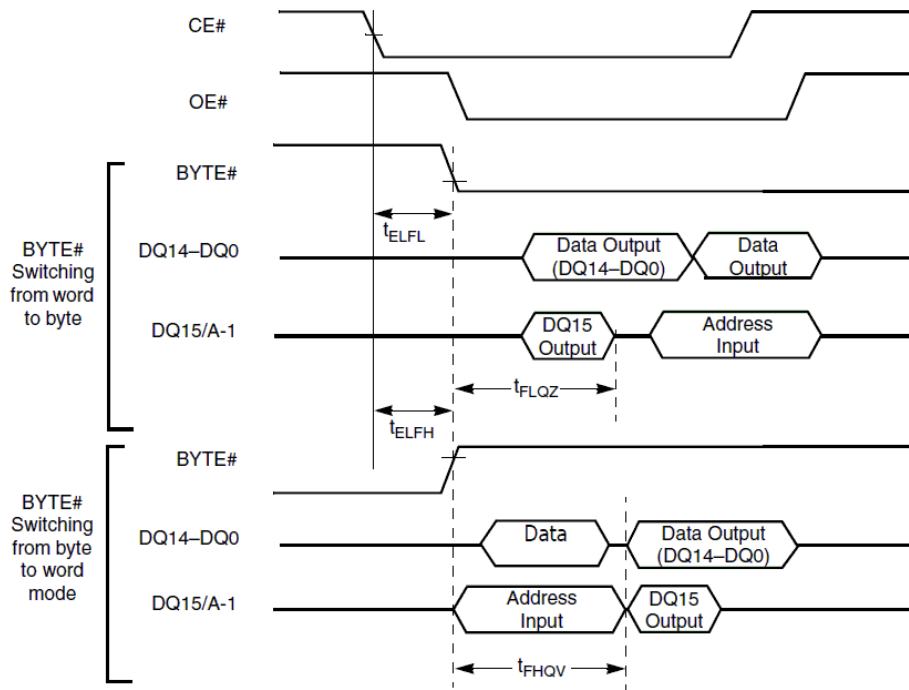 CE#
OE#
BYTE#
tELFL
BYTE#
Switching
from word
to byte
DQ14–DQ0
Data Output
(DQ14–DQ0)
Data
Output
DQ15/A-1
DQ15
Output
Address
Input
tFLQZ
tELFH
BYTE#
BYTE#
Switching
from byte
to word
mode
DQ14–DQ0
Data
Data Output
(DQ14–DQ0)
DQ15/A-1
Address
Input
DQ15
Output
tFHQV